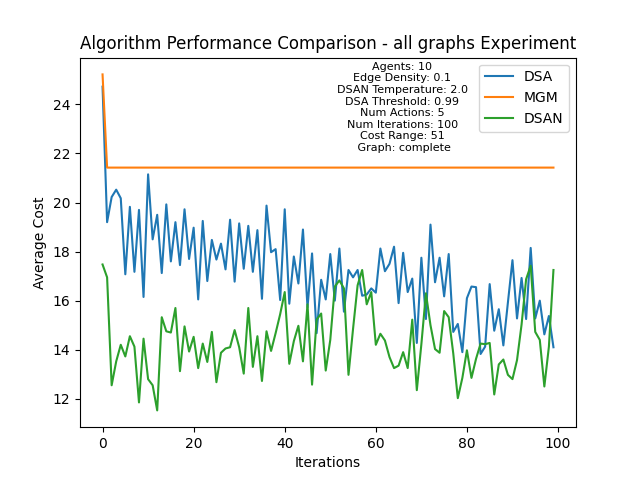 Algorithm Performance Comparison - all graphs Experiment
Agents: 10
Edge Density: 0.1
DSAN Temperature: 2.0
DSA Threshold: 0.99
Num Actions: 5
Num Iterations: 100
Cost Range: 51
Graph: complete
DSA
MGM
DSAN
Average Cost
24
22
20
18
16
14
12
0
20
40
60
80
100
Iterations